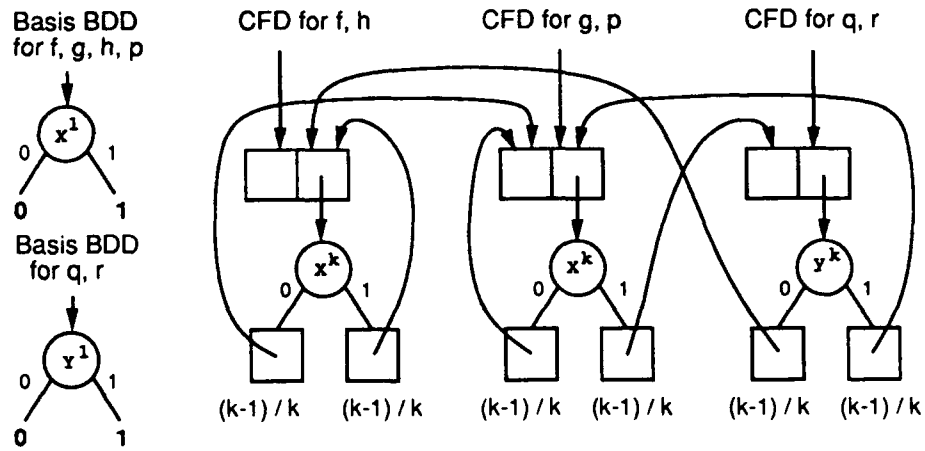 Basis BDD
for f, g, h, p
x¹
0
1
0
1
Basis BDD
for q, r
Y¹
0
1
0
1
CFD for f, h
xᵏ
0
1
(k-1) / k
(k-1) / k
CFD for g, p
xᵏ
0
1
(k-1) / k
(k-1) / k
CFD for q, r
yᵏ
0
1
(k-1) / k
(k-1) / k